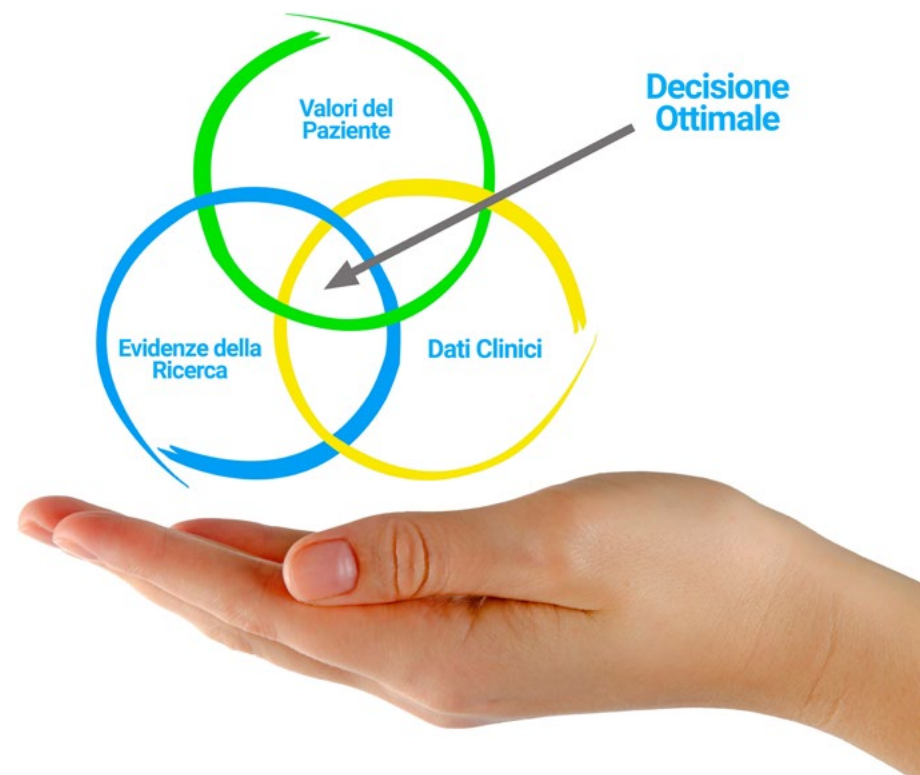 Valori del
Paziente
Decisione
Ottimale
Evidenze della
Ricerca
Dati Clinici